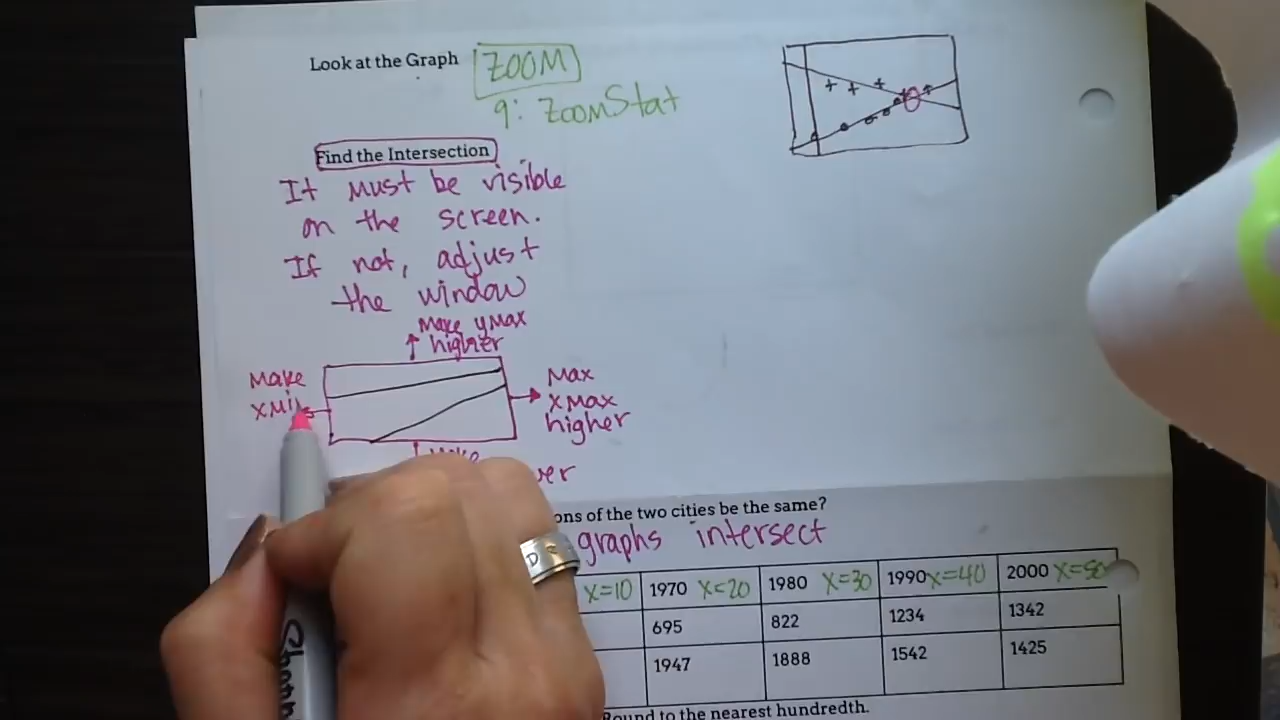 Look at the Graph ZOOM
9: ZoomStat
Find the Intersection
It must be visible
on the screen.
If not, adjust
the window
Make yMax
higher
Make
xMi
Max
xMax
higher
Make
wer
ons of the two cities be the same?
graphs intersect
x=10 1970 x=20 1980 x=30 1990 x=40 2000 x=50
695 822 1234 1342
1947 1888 1542 1425
Round to the nearest hundredth.